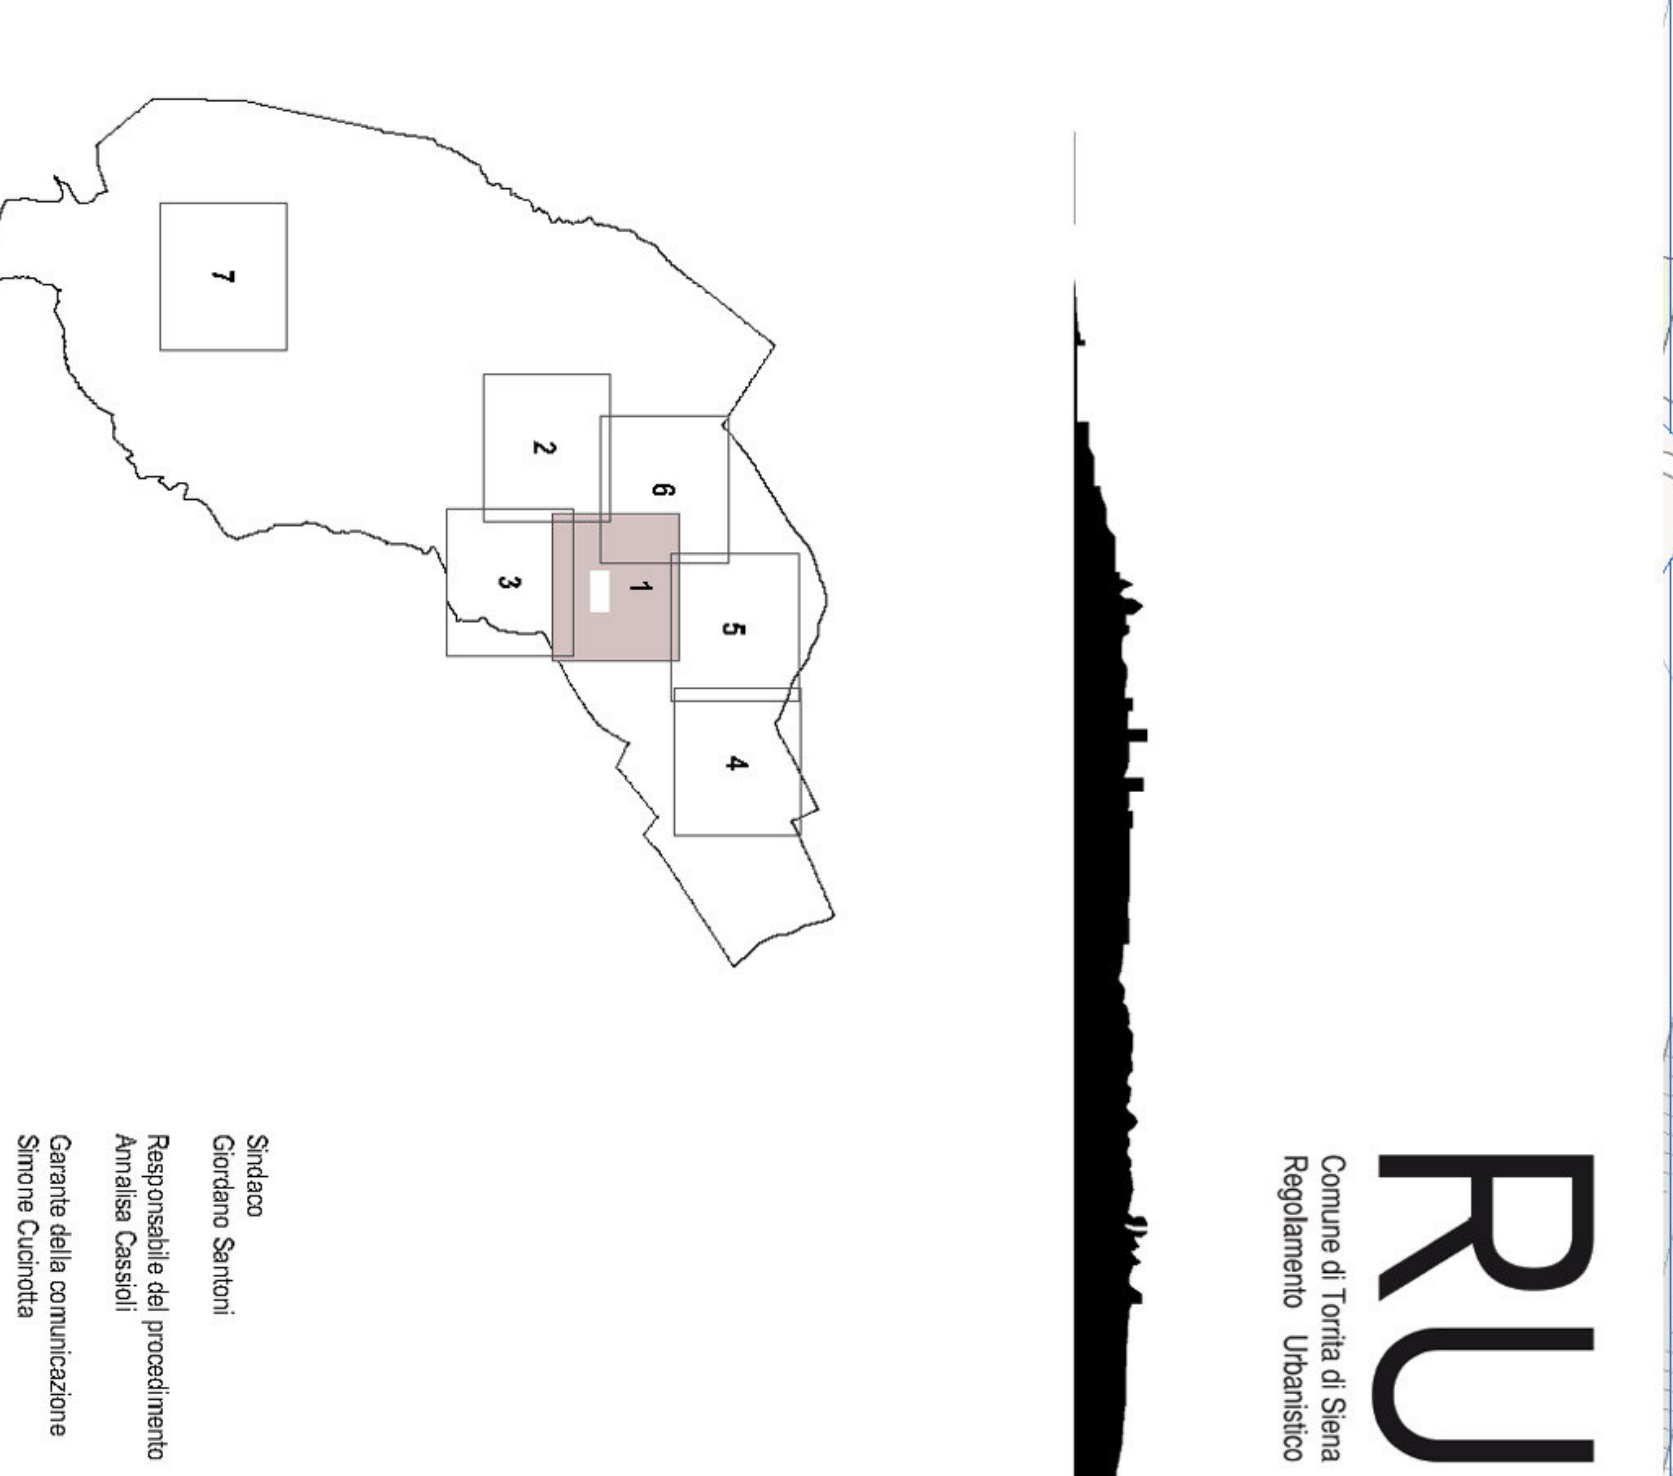 RU
Comune di Torrita di Siena
Regolamento Urbanistico
5
4
6
1
2
3
7
Sindaco
Giordano Santoni
Responsabile del procedimento
Annalisa Cassioli
Garante della comunicazione
Simone Cucinotta